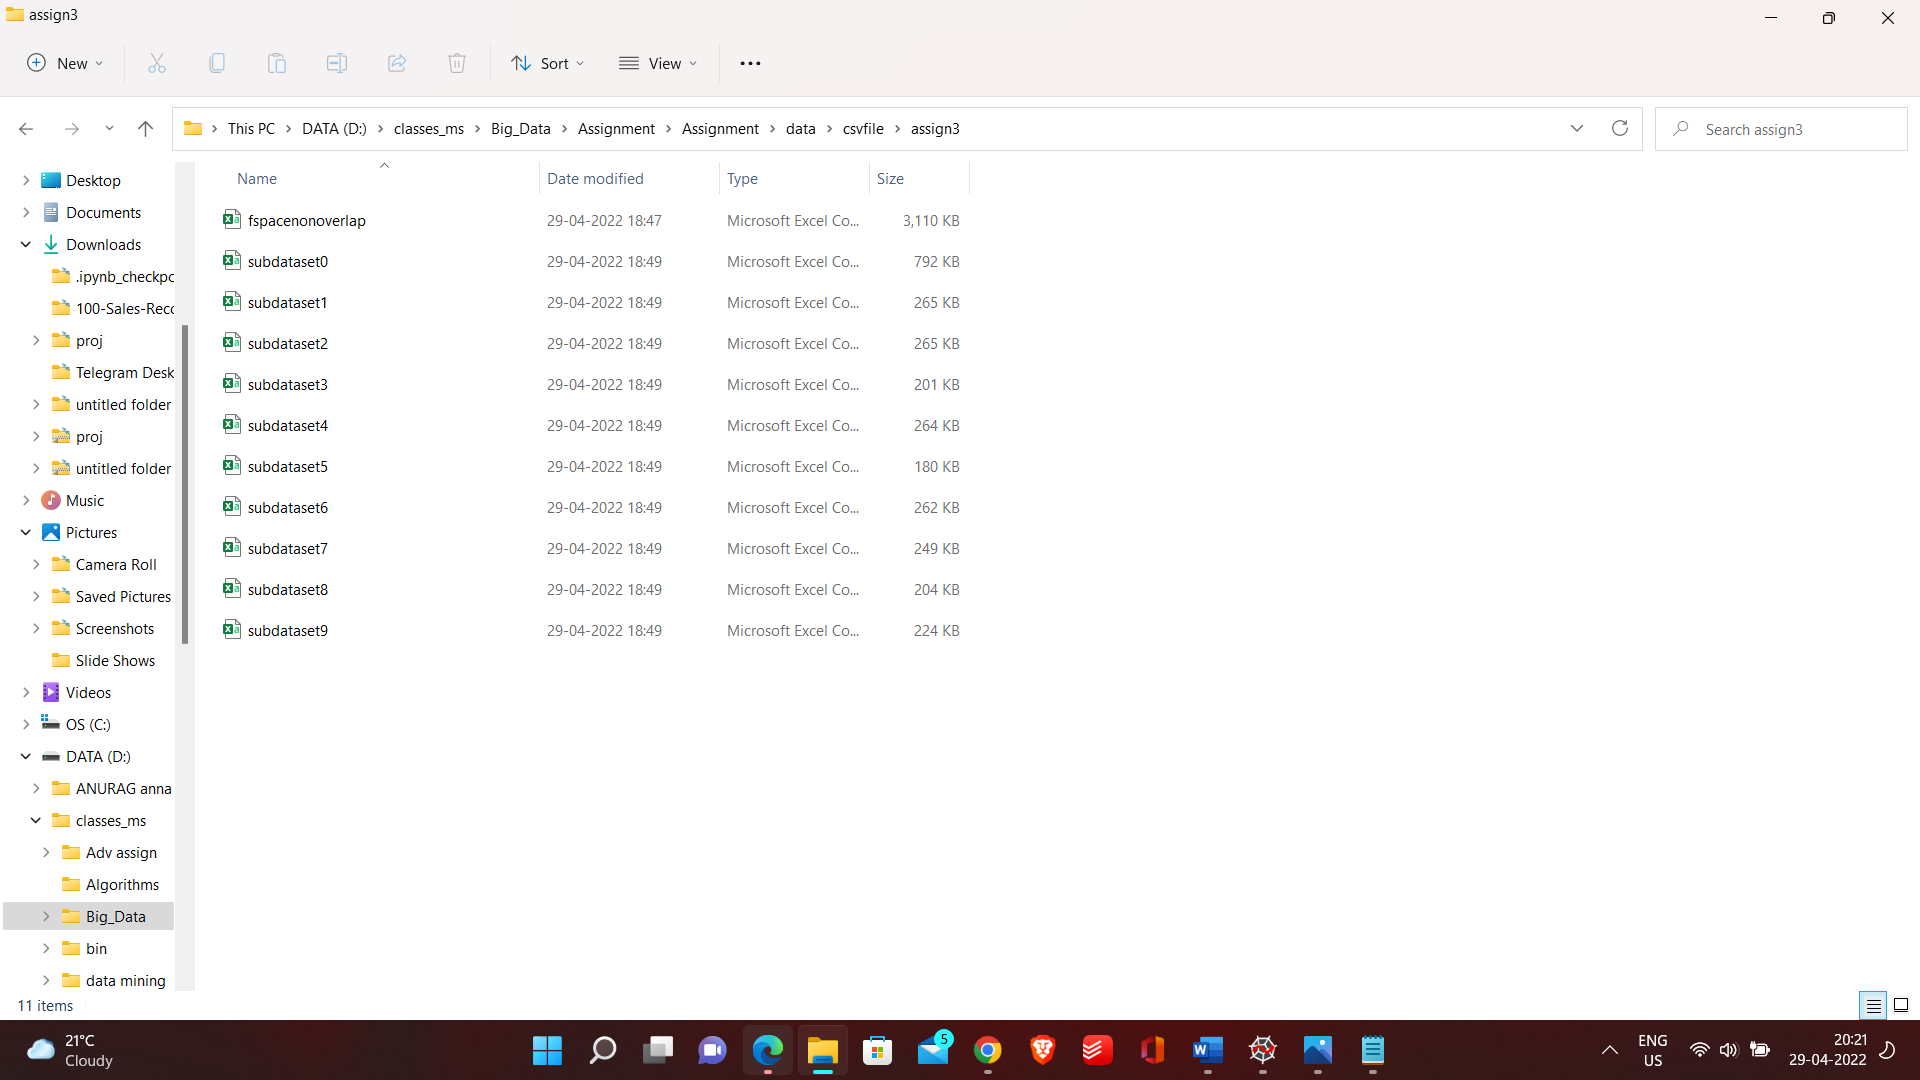 assign3
New
Sort
View
This PC > DATA (D:) > classes_ms > Big_Data > Assignment > Assignment > data > csvfile > assign3
Search assign3
Name Date modified Type Size
fspacenonoverlap 29-04-2022 18:47 Microsoft Excel Co... 3,110 KB
subdataset0 29-04-2022 18:49 Microsoft Excel Co... 792 KB
subdataset1 29-04-2022 18:49 Microsoft Excel Co... 265 KB
subdataset2 29-04-2022 18:49 Microsoft Excel Co... 265 KB
subdataset3 29-04-2022 18:49 Microsoft Excel Co... 201 KB
subdataset4 29-04-2022 18:49 Microsoft Excel Co... 264 KB
subdataset5 29-04-2022 18:49 Microsoft Excel Co... 180 KB
subdataset6 29-04-2022 18:49 Microsoft Excel Co... 262 KB
subdataset7 29-04-2022 18:49 Microsoft Excel Co... 249 KB
subdataset8 29-04-2022 18:49 Microsoft Excel Co... 204 KB
subdataset9 29-04-2022 18:49 Microsoft Excel Co... 224 KB
Desktop
Documents
Downloads
.ipynb_checkpc
100-Sales-Recc
proj
Telegram Desk
untitled folder
proj
untitled folder
Music
Pictures
Camera Roll
Saved Pictures
Screenshots
Slide Shows
Videos
OS (C:)
DATA (D:)
ANURAG anna
classes_ms
Adv assign
Algorithms
Big_Data
bin
data mining
11 items
21°C
Cloudy
5
ENG
US
20:21
29-04-2022